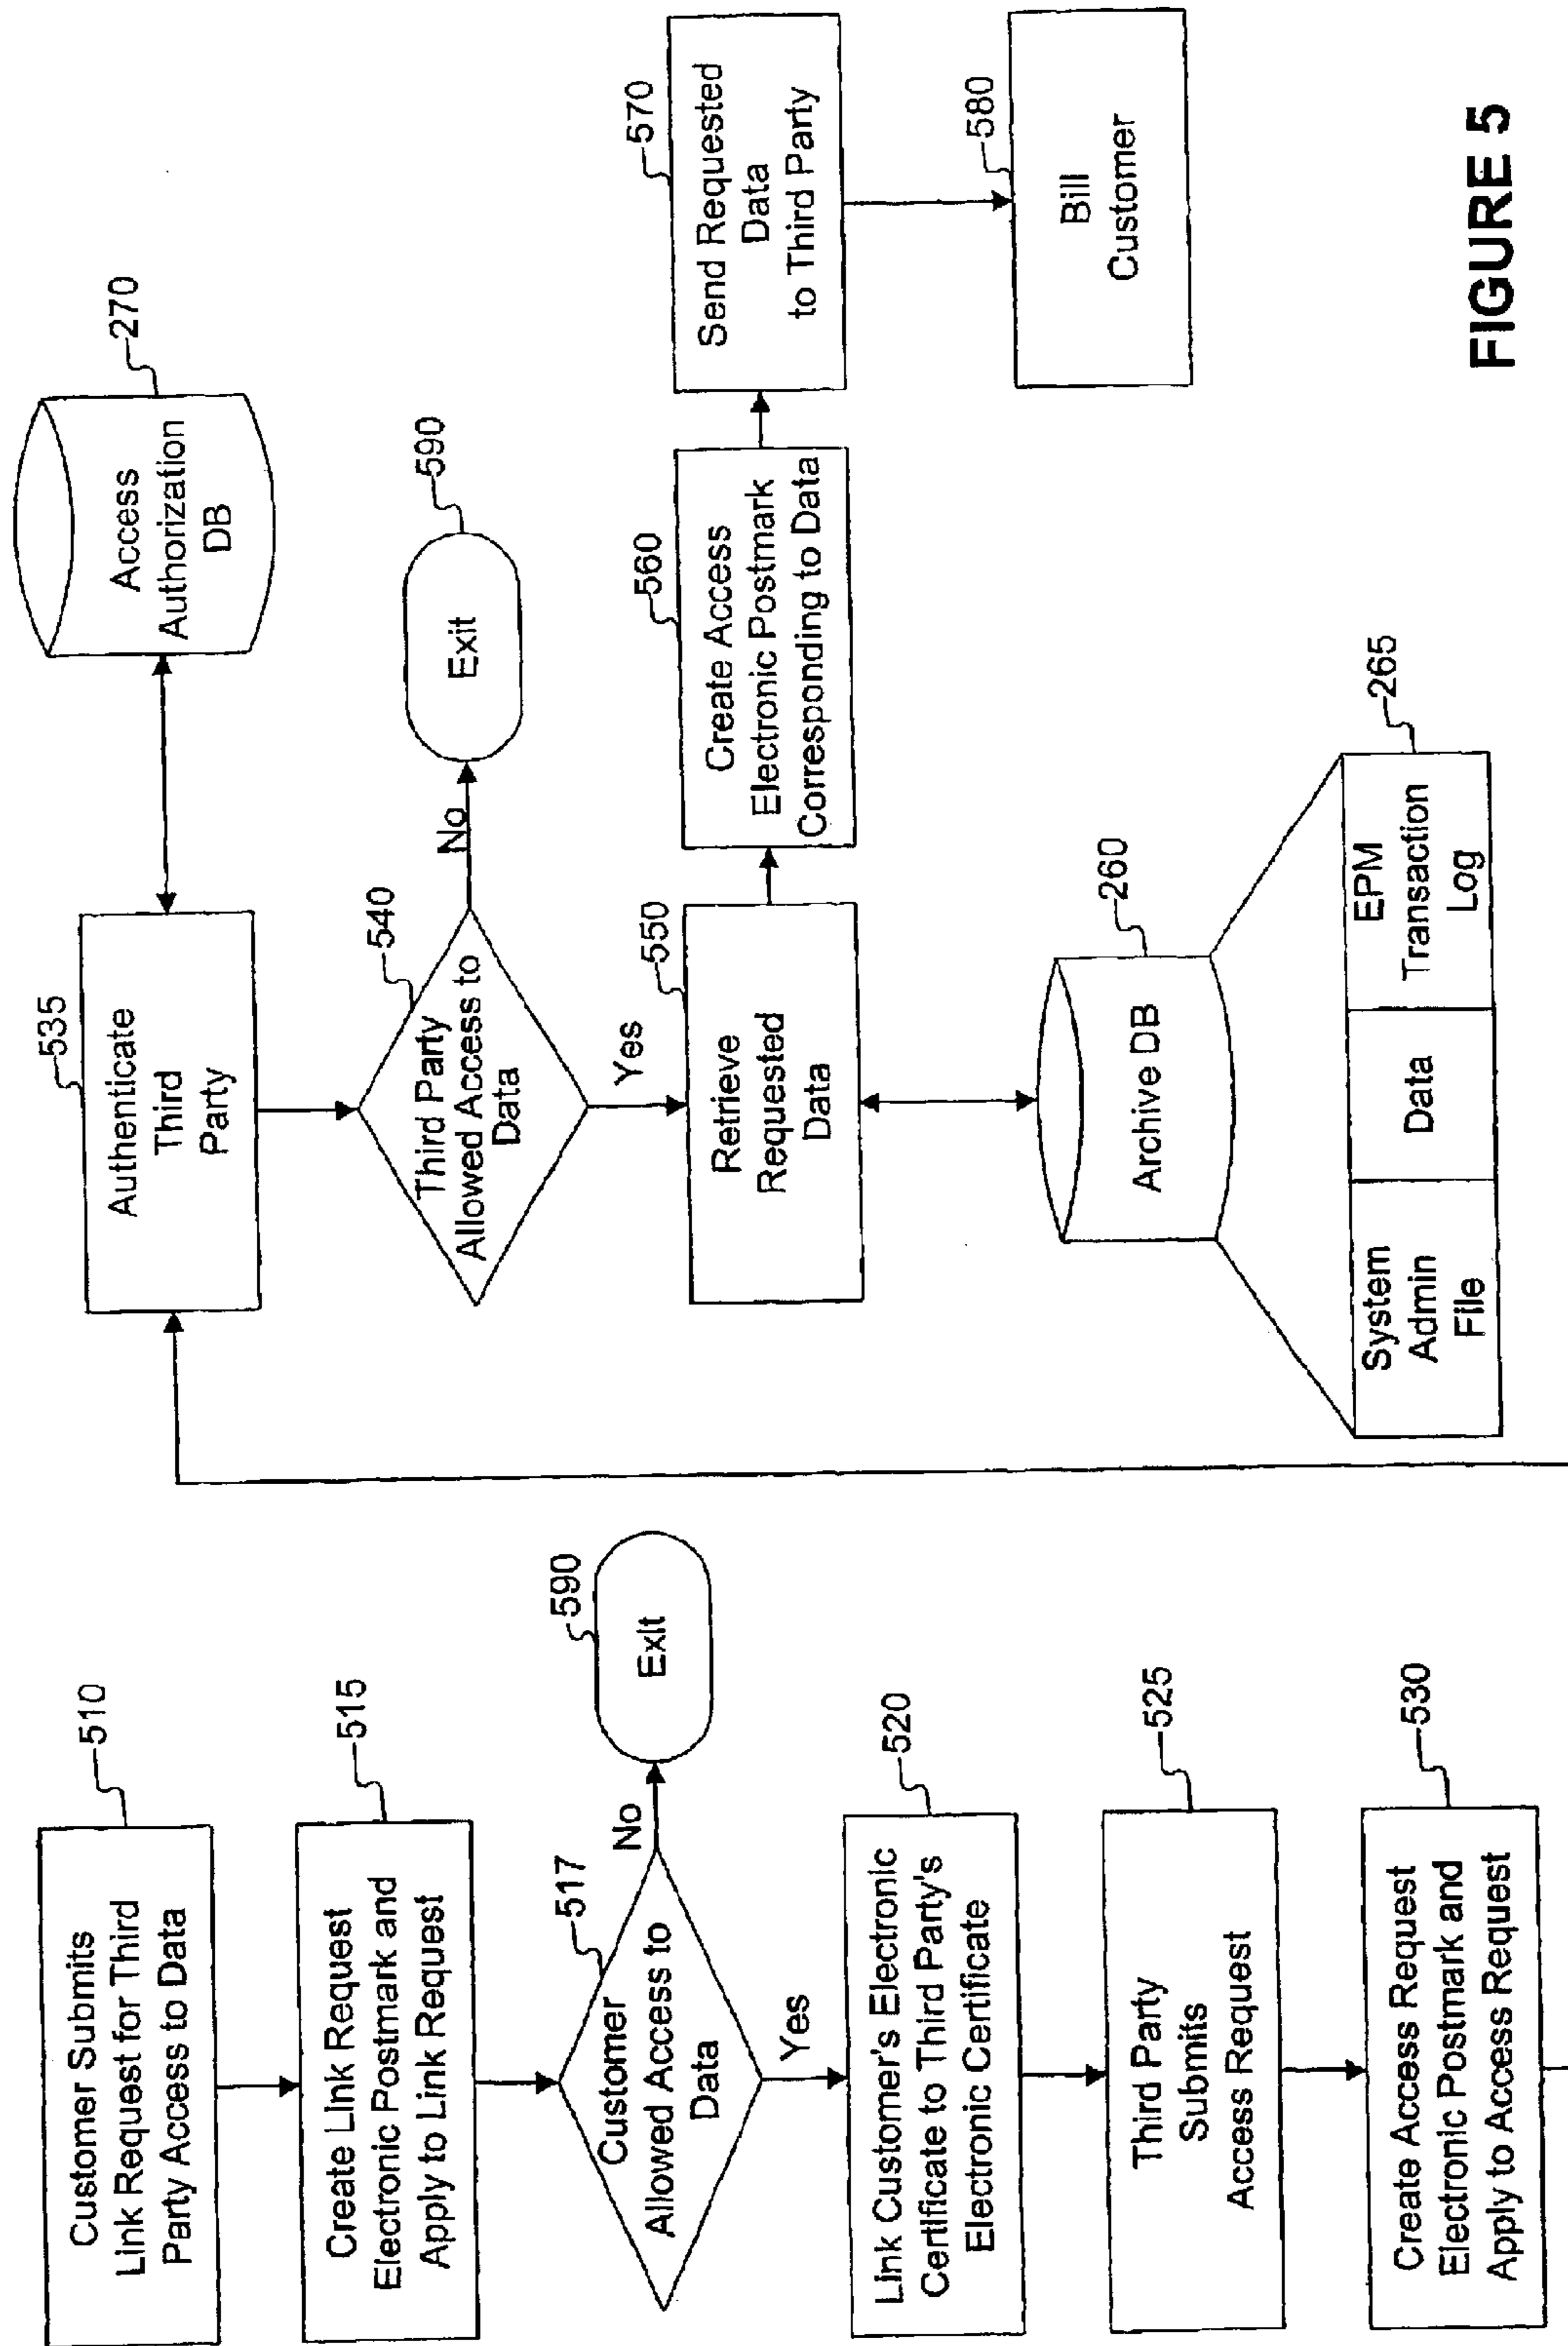 Customer Submits
Link Request for Third
Party Access to Data
510
Create Link Request
Electronic Postmark and
Apply to Link Request
515
Customer
Allowed Access to
Data
517
No
Exit
590
Yes
Link Customer's Electronic
Certificate to Third Party's
Electronic Certificate
520
Third Party
Submits
Access Request
525
Create Access Request
Electronic Postmark and
Apply to Access Request
530
Authenticate
Third
Party
535
Access
Authorization
DB
270
Third Party
Allowed Access to
Data
540
No
Exit
590
Yes
Retrieve
Requested
Data
550
Create Access
Electronic Postmark
Corresponding to Data
560
Send Requested
Data
to Third Party
570
Bill
Customer
580
Archive DB
260
System
Admin
File
Data
EPM
Transaction
Log
265
FIGURE 5